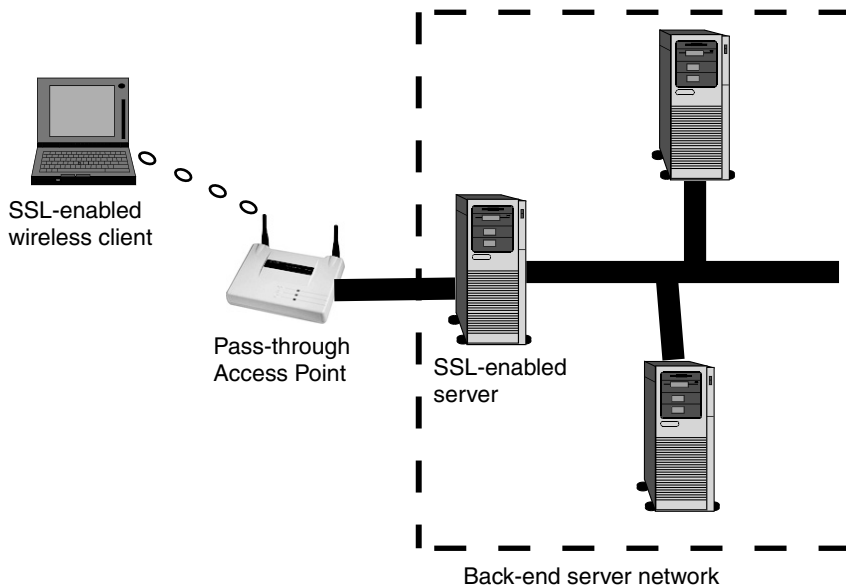 SSL-enabled
wireless client
Pass-through
Access Point
SSL-enabled
server
Back-end server network